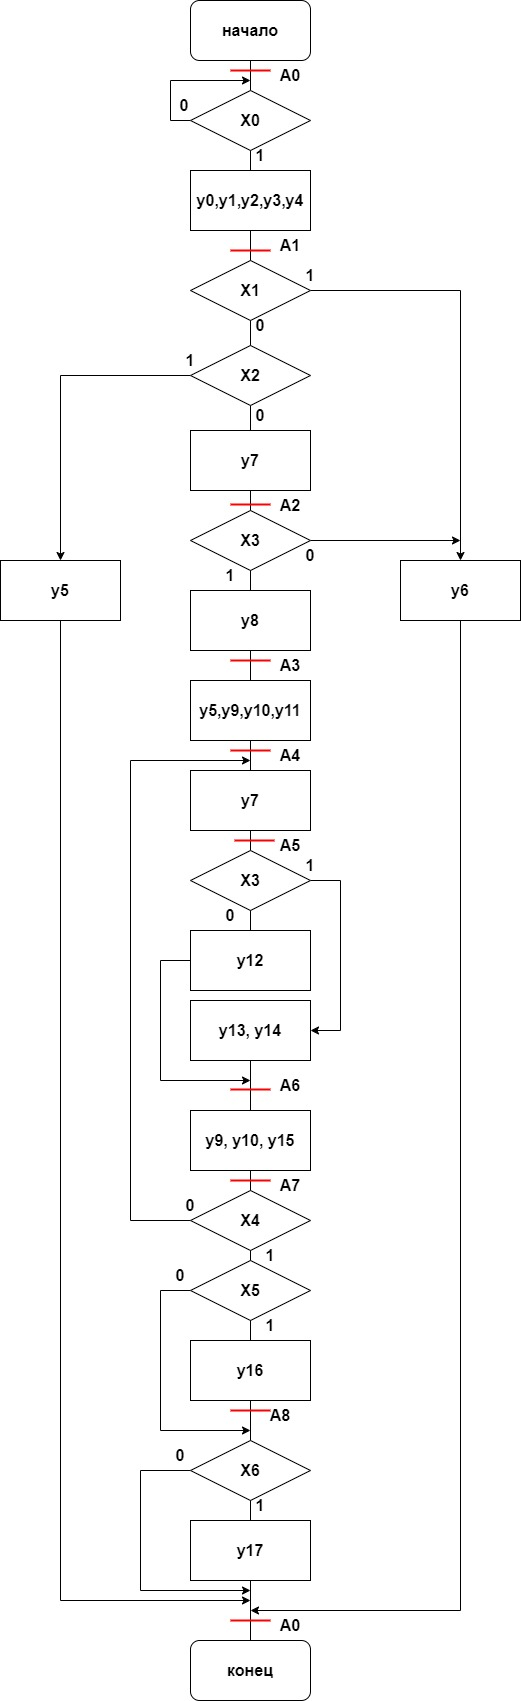 начало
A0
0
X0
1
y0,y1,y2,y3,y4
A1
1
X1
0
1
X2
0
y7
A2
X3
0
1
y5
y6
y8
A3
y5,y9,y10,y11
A4
y7
A5
1
X3
0
y12
y13, y14
A6
y9, y10, y15
A7
0
X4
1
0
X5
1
y16
A8
0
X6
1
y17
A0
конец